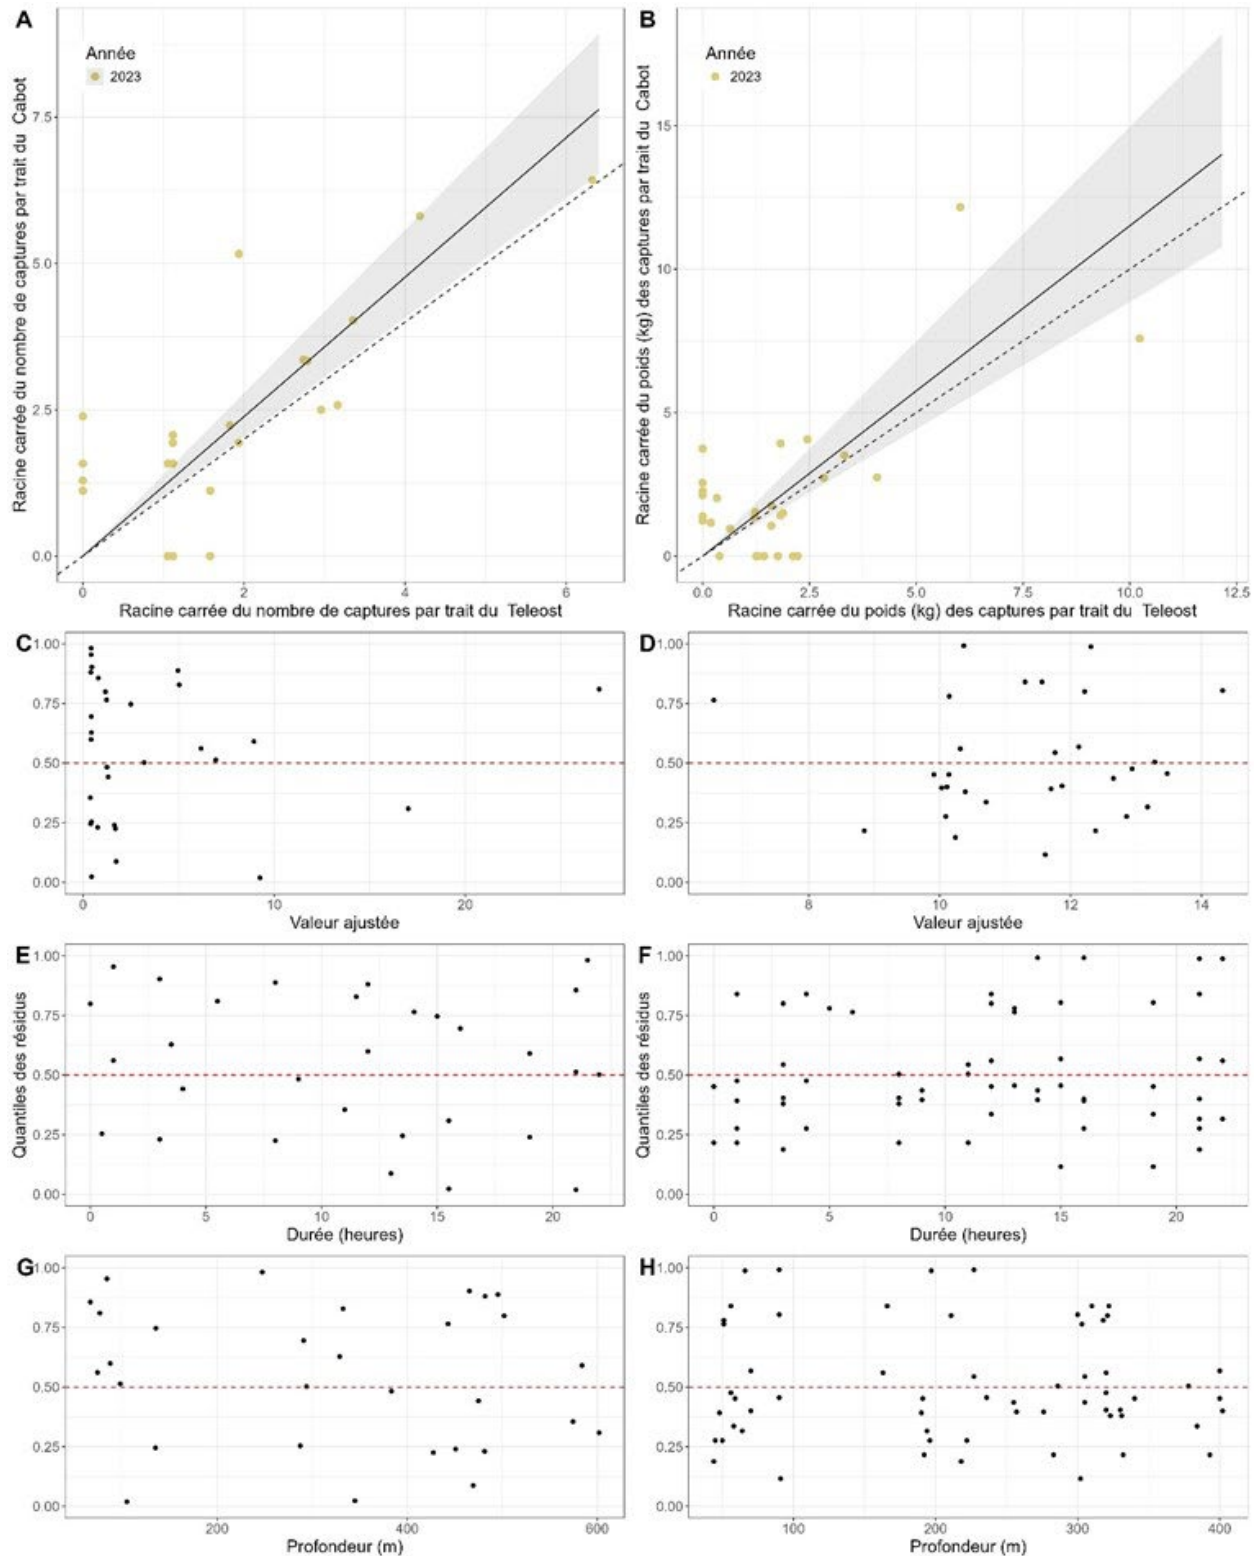 A
Année
2023
Racine carrée du nombre de captures par trait du Cabot
7.5
5.0
2.5
0.0
0 2 4 6
Racine carrée du nombre de captures par trait du Teleost
B
Année
2023
Racine carrée du poids (kg) des captures par trait du Cabot
15
10
5
0
0.0 2.5 5.0 7.5 10.0 12.5
Racine carrée du poids (kg) des captures par trait du Teleost
C
1.00
0.75
0.50
0.25
0.00
0 10 20
Valeur ajustée
D
1.00
0.75
0.50
0.25
0.00
8 10 12 14
Valeur ajustée
E
Quantiles des résidus
1.00
0.75
0.50
0.25
0.00
0 5 10 15 20
Durée (heures)
F
Quantiles des résidus
1.00
0.75
0.50
0.25
0.00
0 5 10 15 20
Durée (heures)
G
1.00
0.75
0.50
0.25
0.00
200 400 600
Profondeur (m)
H
1.00
0.75
0.50
0.25
0.00
100 200 300 400
Profondeur (m)